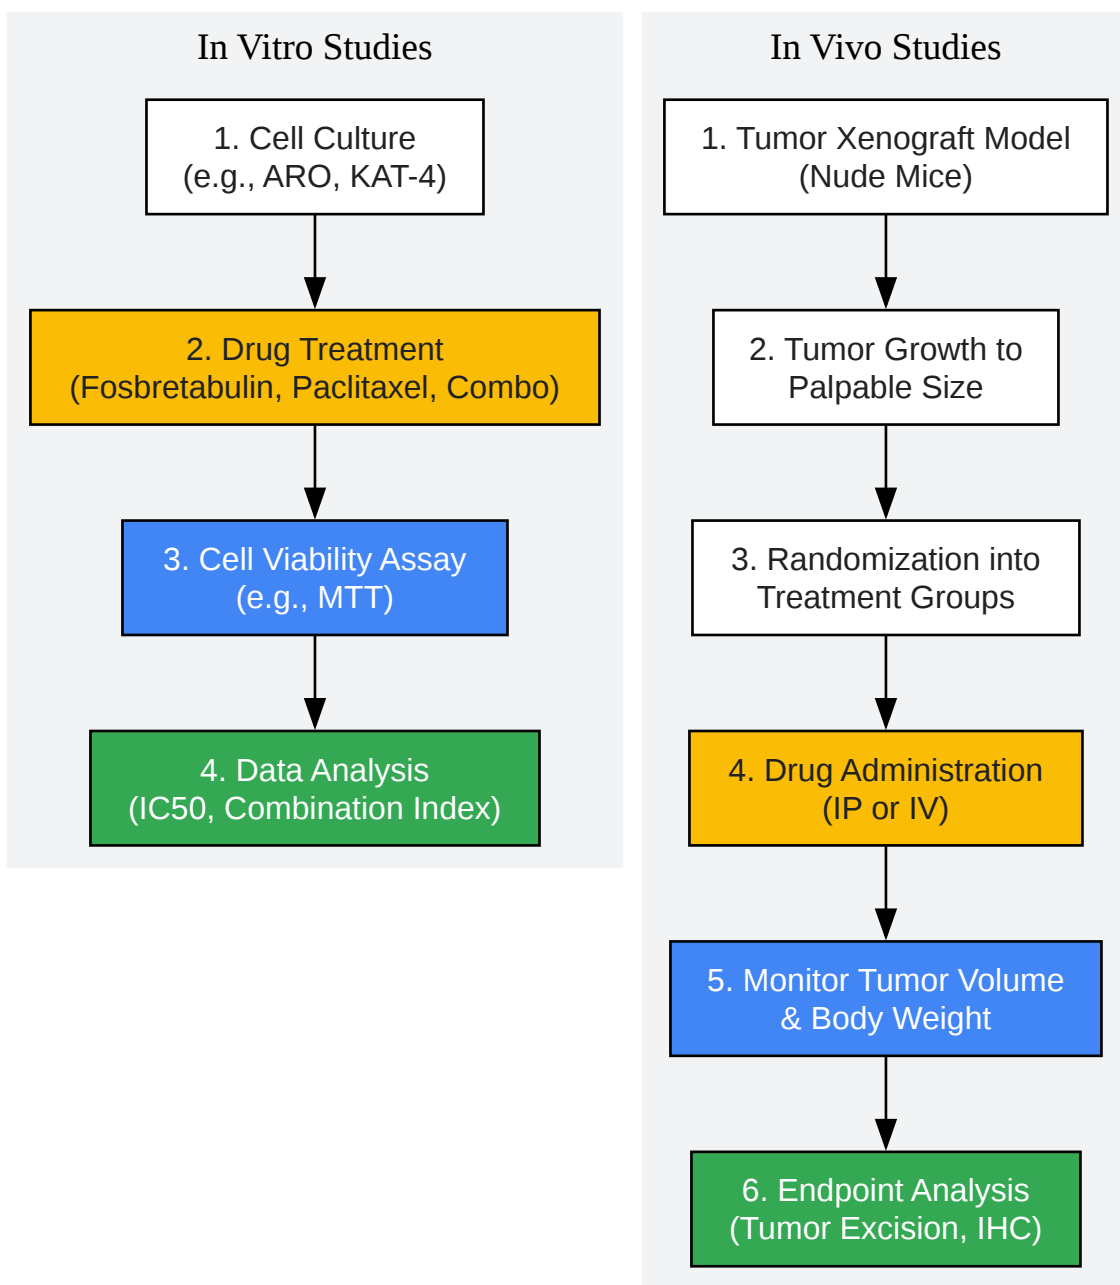 In Vitro Studies
1. Cell Culture
(e.g., ARO, KAT-4)
2. Drug Treatment
(Fosbretabulin, Paclitaxel, Combo)
3. Cell Viability Assay
(e.g., MTT)
4. Data Analysis
(IC50, Combination Index)
In Vivo Studies
1. Tumor Xenograft Model
(Nude Mice)
2. Tumor Growth to
Palpable Size
3. Randomization into
Treatment Groups
4. Drug Administration
(IP or IV)
5. Monitor Tumor Volume
& Body Weight
6. Endpoint Analysis
(Tumor Excision, IHC)